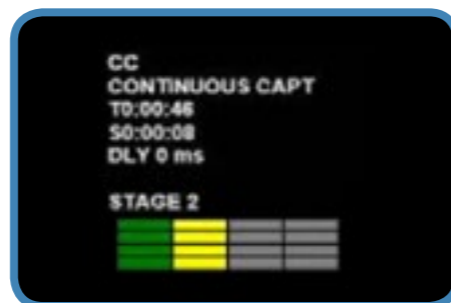 CC
CONTINUOUS CAPT
T0:00:46
S0:00:08
DLY 0 ms
STAGE 2